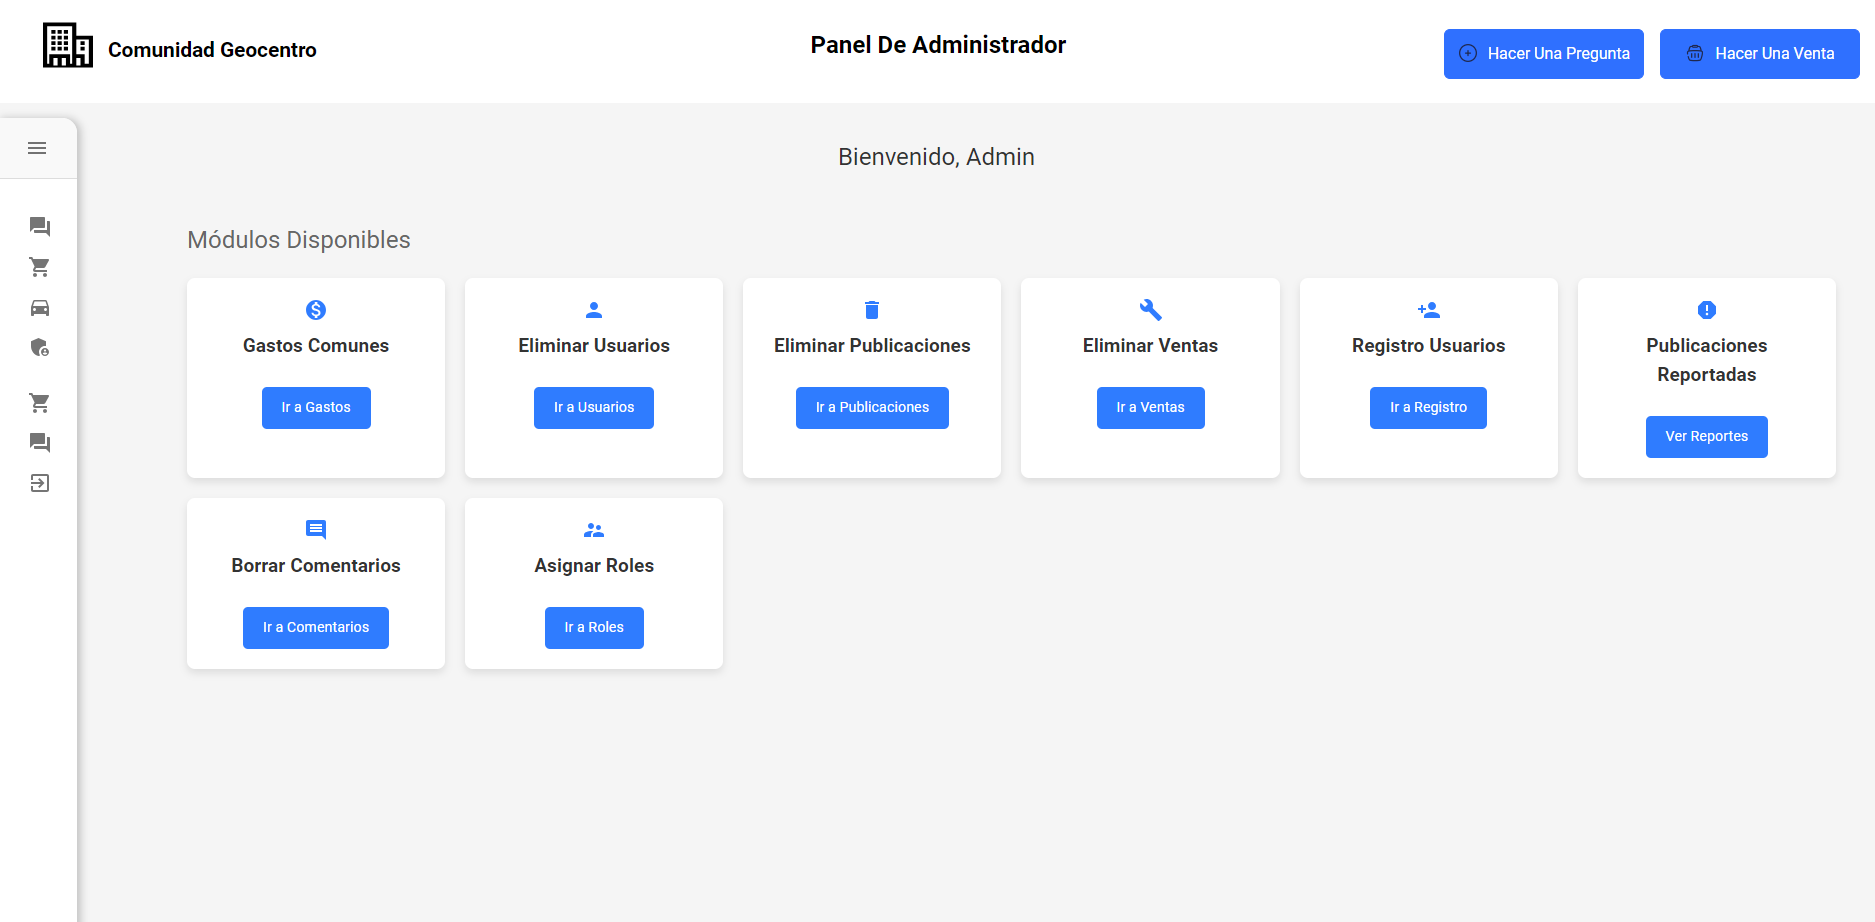 Comunidad Geocentro
Panel De Administrador
Hacer Una Pregunta
Hacer Una Venta
Bienvenido, Admin
Módulos Disponibles
Gastos Comunes
Ir a Gastos
Eliminar Usuarios
Ir a Usuarios
Eliminar Publicaciones
Ir a Publicaciones
Eliminar Ventas
Ir a Ventas
Registro Usuarios
Ir a Registro
Publicaciones
Reportadas
Ver Reportes
Borrar Comentarios
Ir a Comentarios
Asignar Roles
Ir a Roles